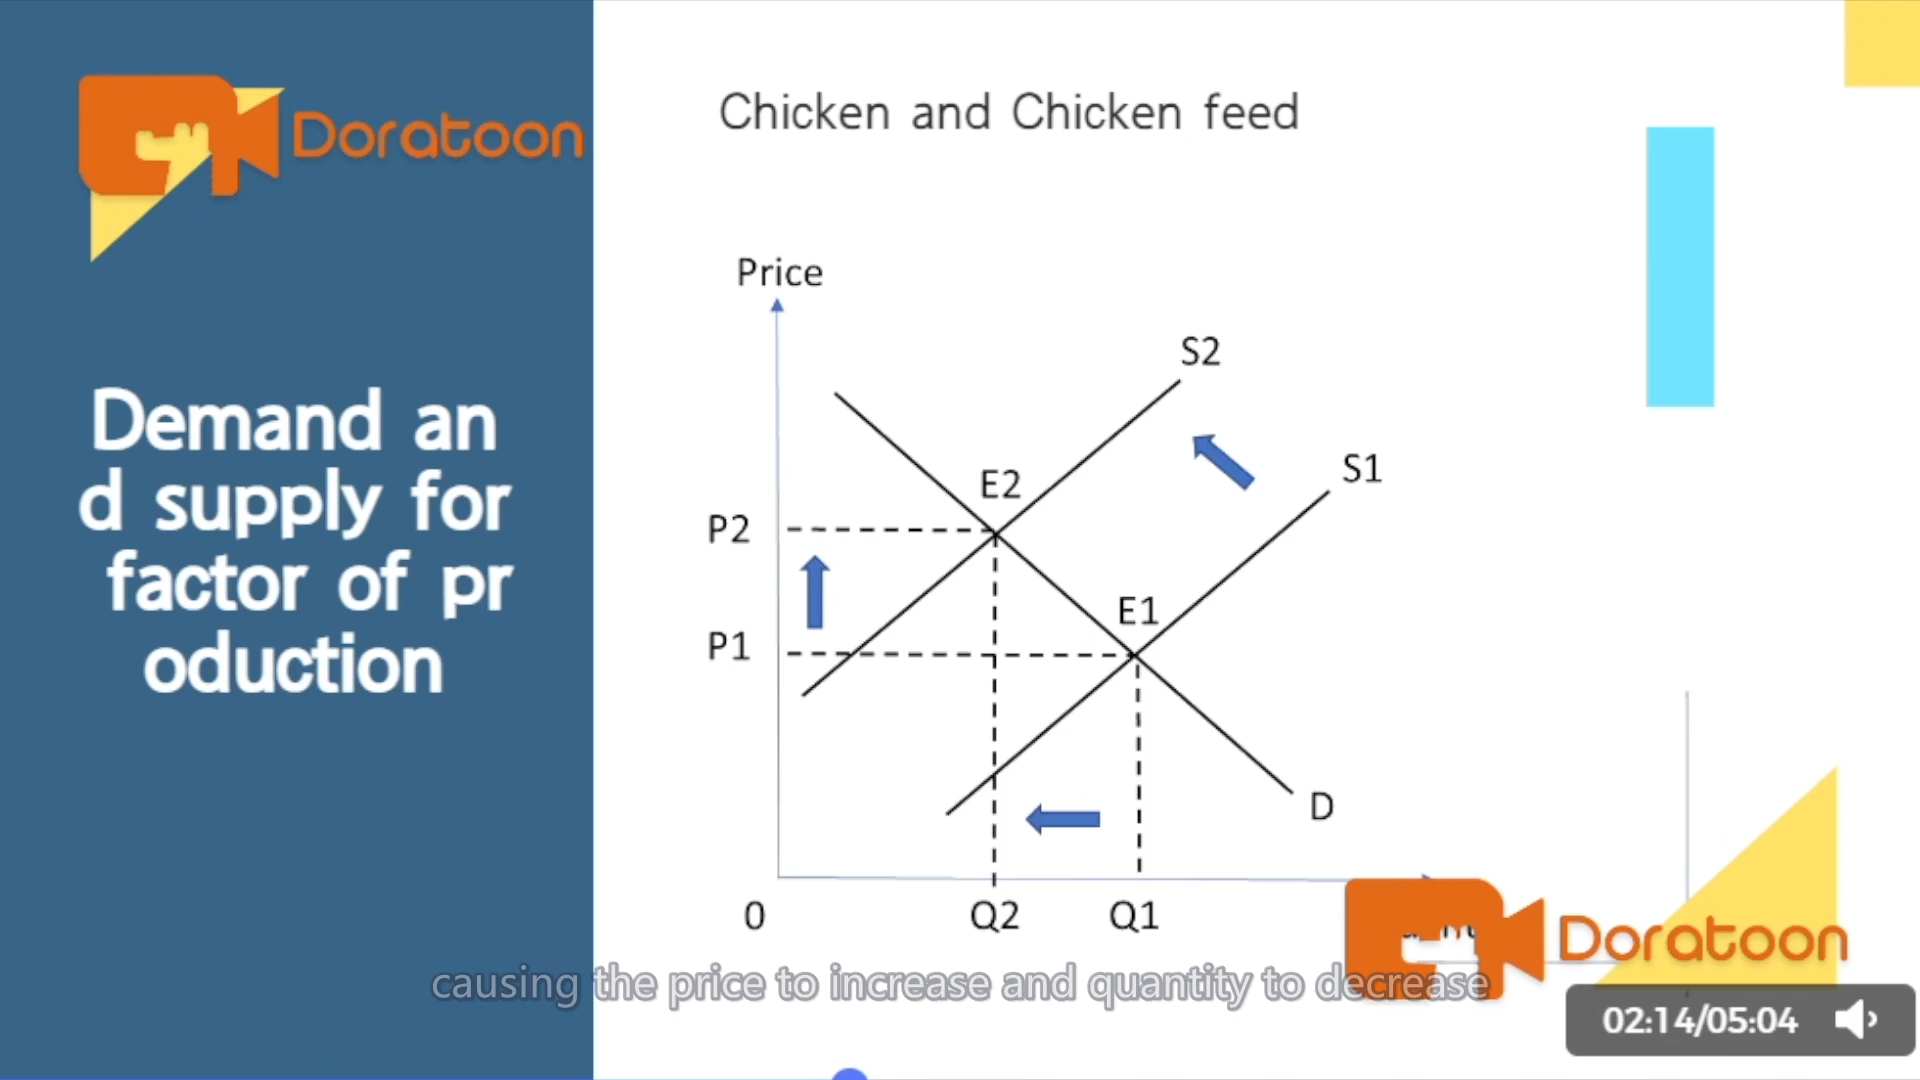 Doratoon
Chicken and Chicken feed
Demand an
d supply for
factor of pr
oduction
Price
S2
S1
E2
P2
E1
P1
D
0
Q2
Q1
Doratoon
causing the price to increase and quantity to decrease
02:14/05:04